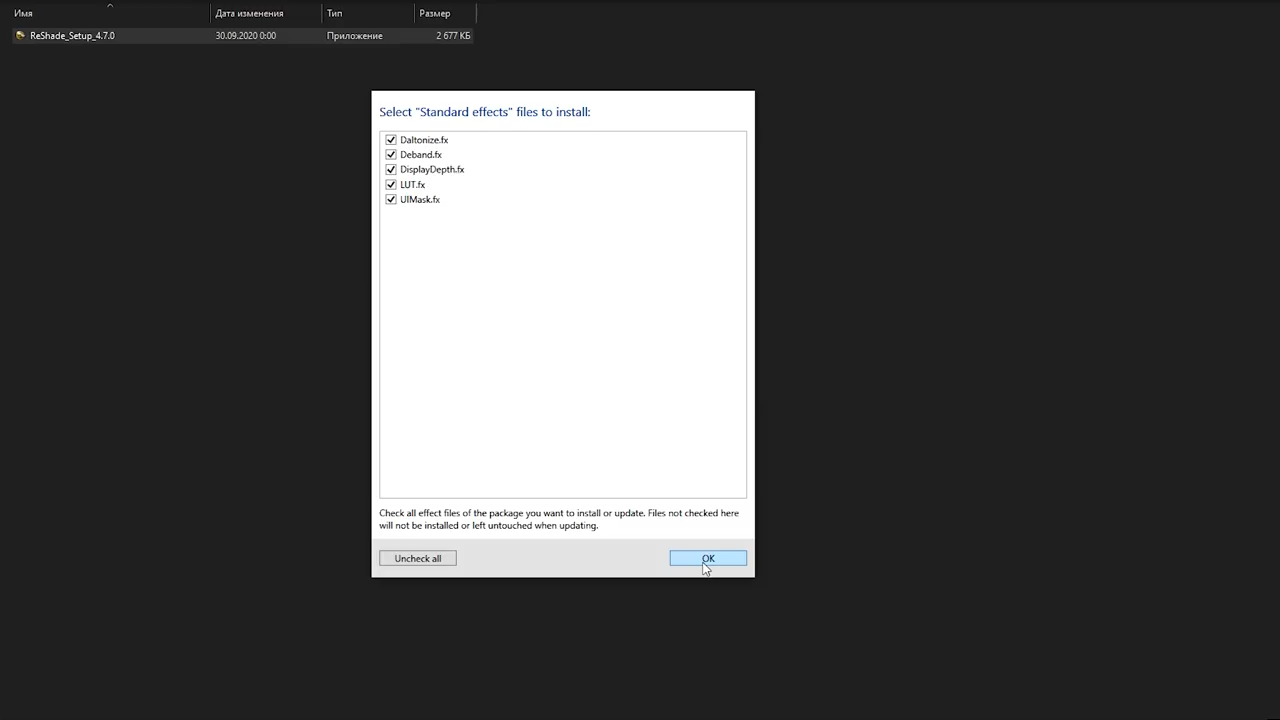 Имя Дата изменения Тип Размер
ReShade_Setup_4.7.0 30.09.2020 0:00 Приложение 2 677 КБ
Select "Standard effects" files to install:
Daltonize.fx
Deband.fx
DisplayDepth.fx
LUT.fx
UIMask.fx
Check all effect files of the package you want to install or update. Files not checked here
will not be installed or left untouched when updating.
Uncheck all OK